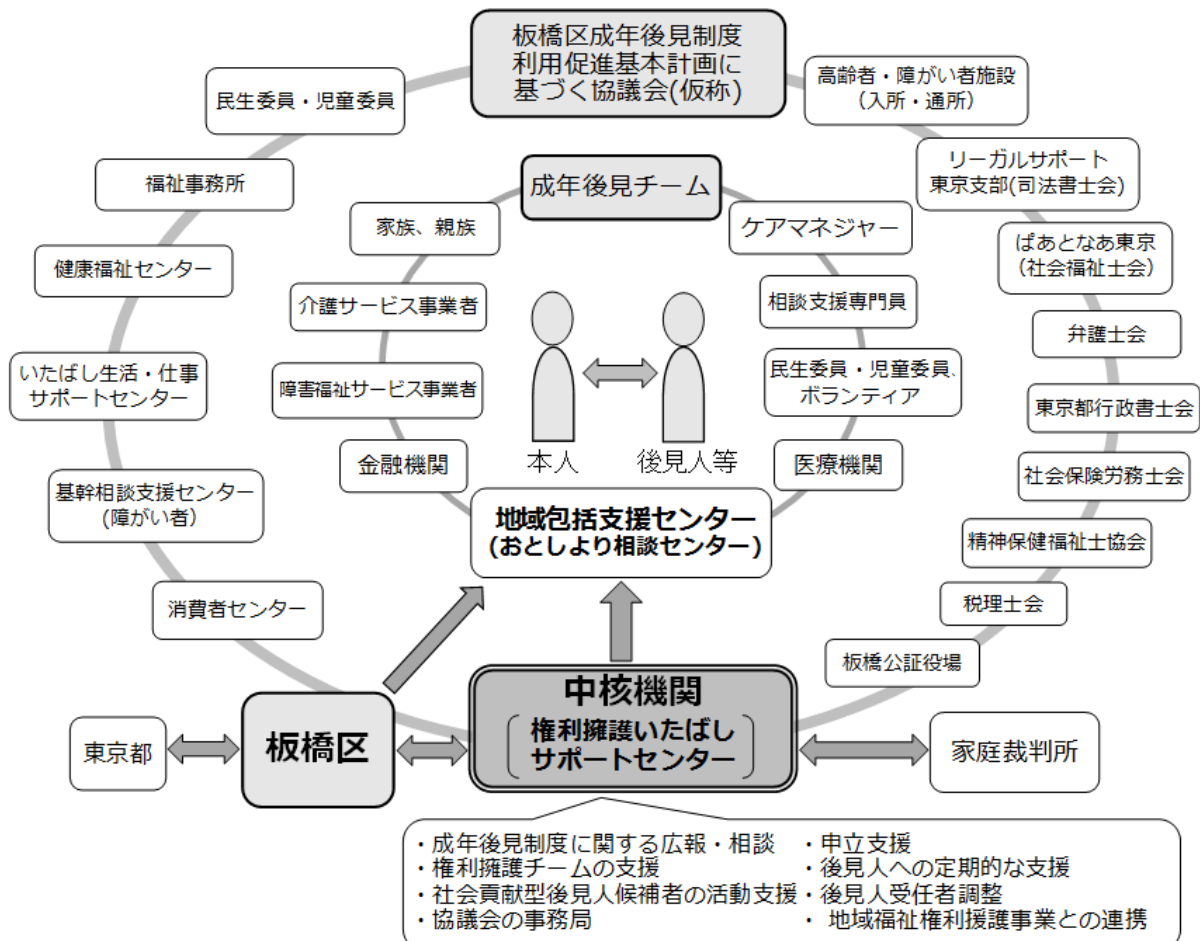 板橋区成年後見制度
利用促進基本計画に
基づく協議会(仮称)
民生委員・児童委員
高齢者・障がい者施設
（入所・通所）
福祉事務所
リーガルサポート
東京支部(司法書士会)
成年後見チーム
家族、親族
ケアマネジャー
健康福祉センター
ぱあとなあ東京
（社会福祉士会）
介護サービス事業者
相談支援専門員
弁護士会
いたばし生活・仕事
サポートセンター
障害福祉サービス事業者
民生委員・児童委員、
ボランティア
東京都行政書士会
金融機関
本人
後見人等
医療機関
社会保険労務士会
基幹相談支援センター
(障がい者）
地域包括支援センター
(おとしより相談センター)
精神保健福祉士協会
消費者センター
税理士会
板橋公証役場
東京都
板橋区
中核機関
権利擁護いたばし
サポートセンター
家庭裁判所
・成年後見制度に関する広報・相談
・権利擁護チームの支援
・社会貢献型後見人候補者の活動支援
・協議会の事務局
・申立支援
・後見人への定期的な支援
・後見人受任者調整
・ 地域福祉権利援護事業との連携